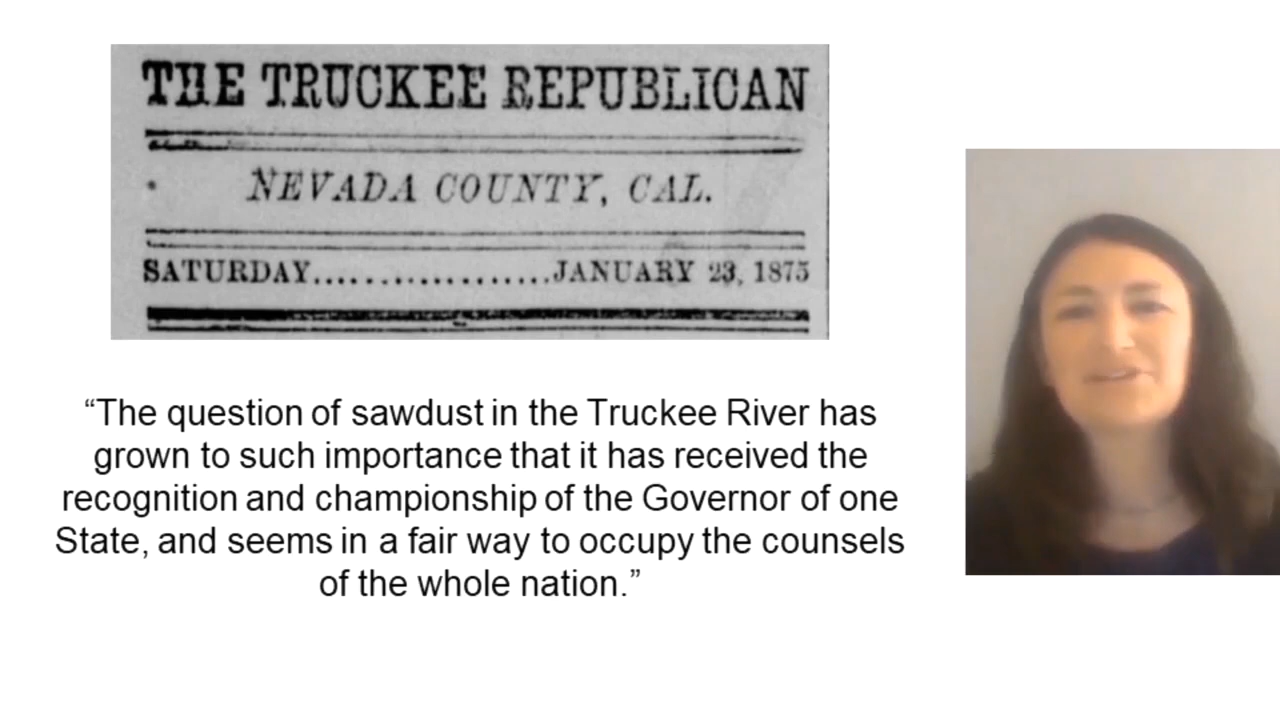 THE TRUCKEE REPUBLICAN
NEVADA COUNTY, CAL.
SATURDAY..................JANUARY 23, 1875
“The question of sawdust in the Truckee River has
grown to such importance that it has received the
recognition and championship of the Governor of one
State, and seems in a fair way to occupy the counsels
of the whole nation.”